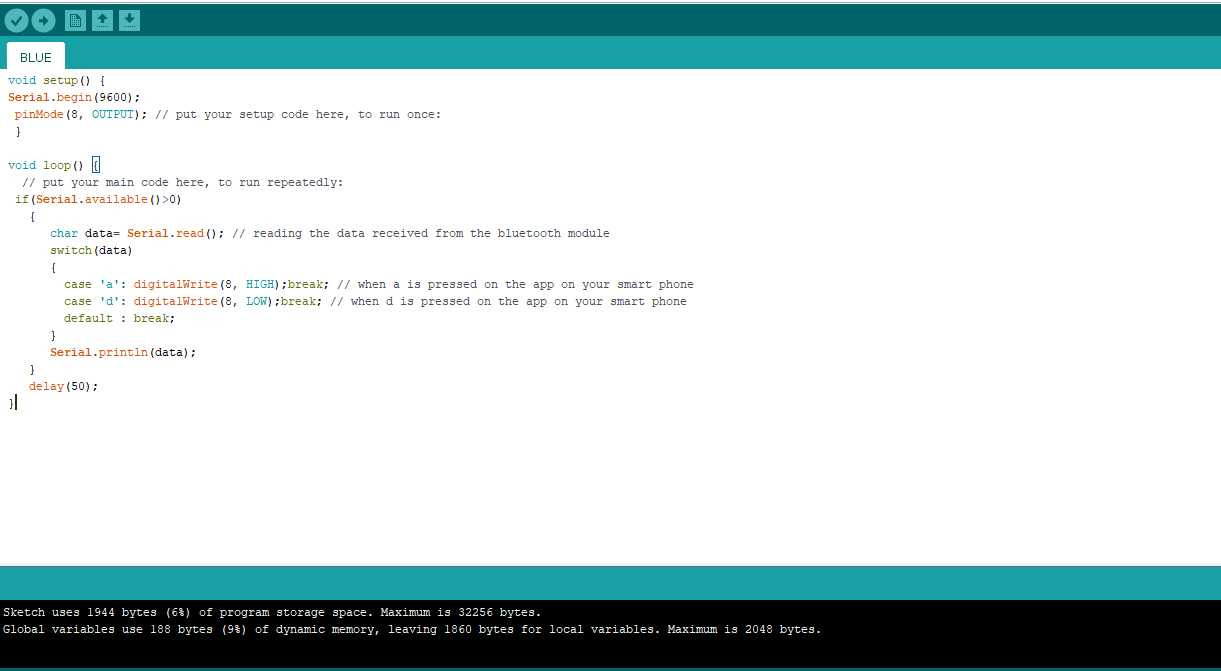 BLUE
void setup() {
Serial.begin(9600);
 pinMode(8, OUTPUT); // put your setup code here, to run once:
 }

void loop() {
  // put your main code here, to run repeatedly:
 if(Serial.available()>0)
   {
      char data= Serial.read(); // reading the data received from the bluetooth module
      switch(data)
      {
        case 'a': digitalWrite(8, HIGH);break; // when a is pressed on the app on your smart phone
        case 'd': digitalWrite(8, LOW);break; // when d is pressed on the app on your smart phone
        default : break;
      }
      Serial.println(data);
   }
   delay(50);
}
Sketch uses 1944 bytes (6%) of program storage space. Maximum is 32256 bytes.
Global variables use 188 bytes (9%) of dynamic memory, leaving 1860 bytes for local variables. Maximum is 2048 bytes.